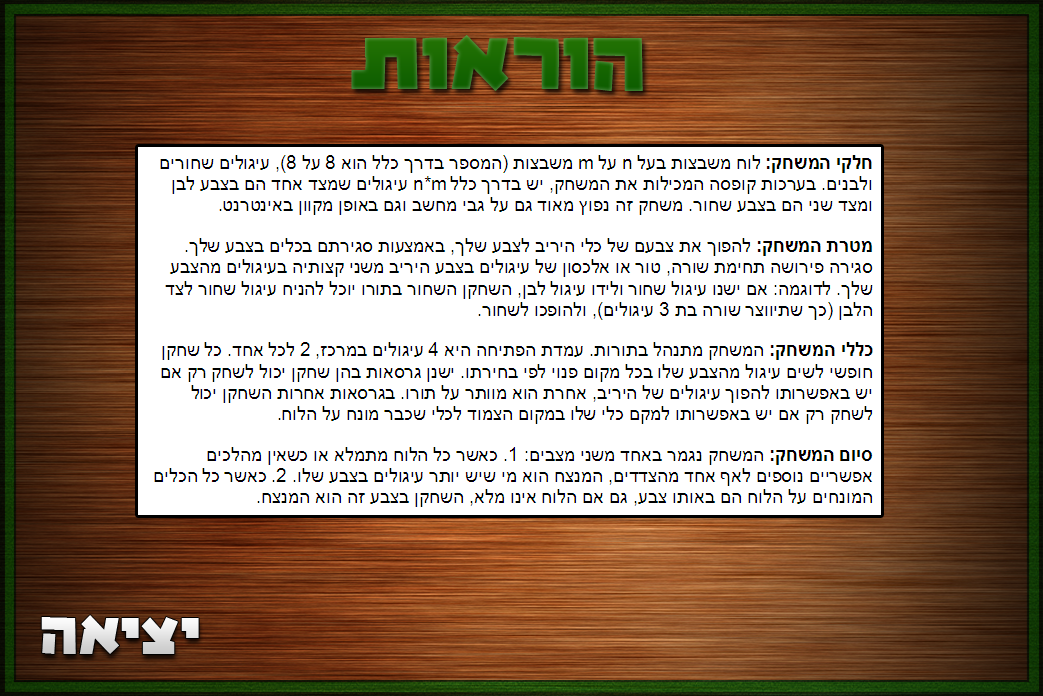 הוראות
חלקי המשחק: לוח משבצות בעל n על m משבצות (המספר בדרך כלל הוא 8 על 8), עיגולים שחורים
ולבנים. בערכות קופסה המכילות את המשחק, יש בדרך כלל n*m עיגולים שמצד אחד הם בצבע לבן
ומצד שני הם בצבע שחור. משחק זה נפוץ מאוד גם על גבי מחשב וגם באופן מקוון באינטרנט.
מטרת המשחק: להפוך את צבעם של כלי היריב לצבע שלך, באמצעות סגירתם בכלים בצבע שלך.
סגירה פירושה תחימת שורה, טור או אלכסון של עיגולים בצבע היריב משני קצותיה בעיגולים מהצבע
שלך. לדוגמה: אם ישנו עיגול שחור ולידו עיגול לבן, השחקן השחור בתורו יוכל להניח עיגול שחור לצד
הלבן (כך שתיווצר שורה בת 3 עיגולים), ולהופכו לשחור.
כללי המשחק: המשחק מתנהל בתורות. עמדת הפתיחה היא 4 עיגולים במרכז, 2 לכל אחד. כל שחקן
חופשי לשים עיגול מהצבע שלו בכל מקום פנוי לפי בחירתו. ישנן גרסאות בהן שחקן יכול לשחק רק אם
יש באפשרותו להפוך עיגולים של היריב, אחרת הוא מוותר על תורו. בגרסאות אחרות השחקן יכול
לשחק רק אם יש באפשרותו למקם כלי שלו במקום הצמוד לכלי שכבר מונח על הלוח.
סיום המשחק: המשחק נגמר באחד משני מצבים: 1. כאשר כל הלוח מתמלא או כשאין מהלכים
אפשריים נוספים לאף אחד מהצדדים, המנצח הוא מי שיש יותר עיגולים בצבע שלו. 2. כאשר כל הכלים
המונחים על הלוח הם באותו צבע, גם אם הלוח אינו מלא, השחקן בצבע זה הוא המנצח.
יציאה